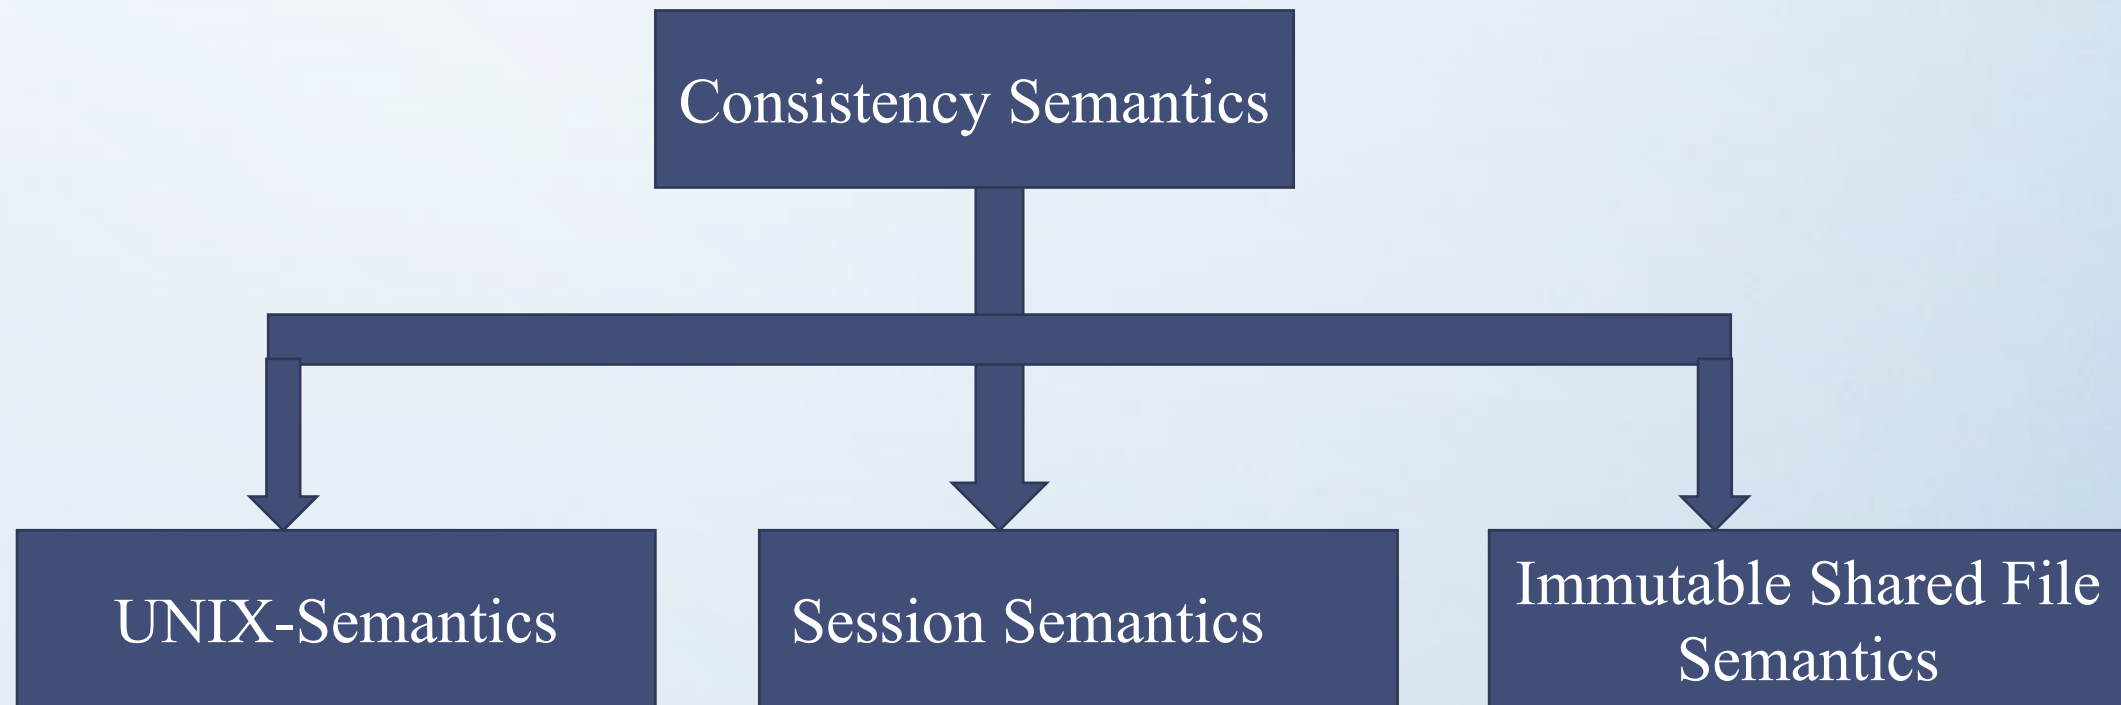 Consistency Semantics
UNIX-Semantics
Session Semantics
Immutable Shared File
Semantics